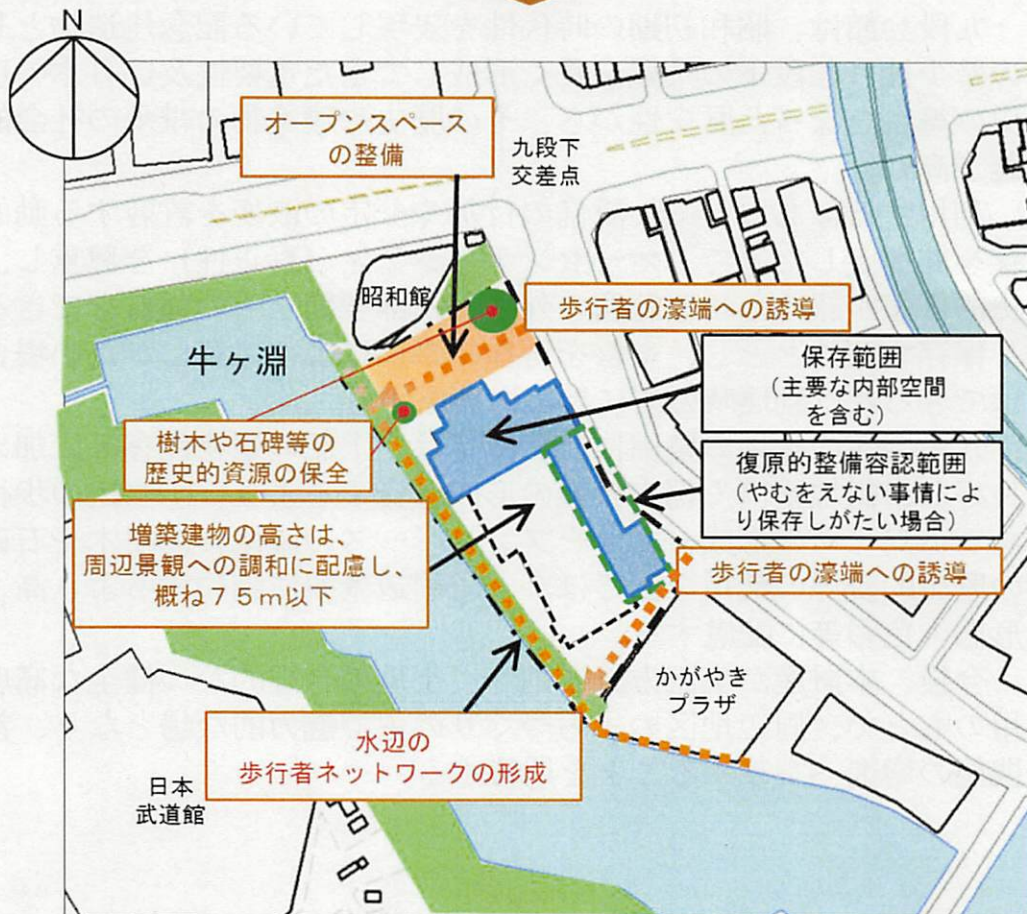 N
オープンスペース
の整備
九段下
交差点
昭和館
歩行者の濠端への誘導
牛ヶ淵
保存範囲
（主要な内部空間
を含む）
樹木や石碑等の
歴史的資源の保全
復原的整備容認範囲
（やむをえない事情によ
り保存しがたい場合）
増築建物の高さは、
周辺景観への調和に配慮し、
概ね７５ｍ以下
歩行者の濠端への誘導
かがやき
プラザ
水辺の
歩行者ネットワークの形成
日本
武道館